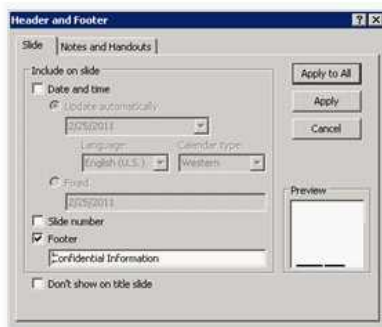 Header and Footer
Slide
Notes and Handouts
Include on slide
Date and time
Update automatically
2/25/2011
Language:
Calendar type:
English (U.S.)
Western
Fixed
2/25/2011
Slide number
Footer
Confidential Information
Don't show on title slide
Apply to All
Apply
Cancel
Preview